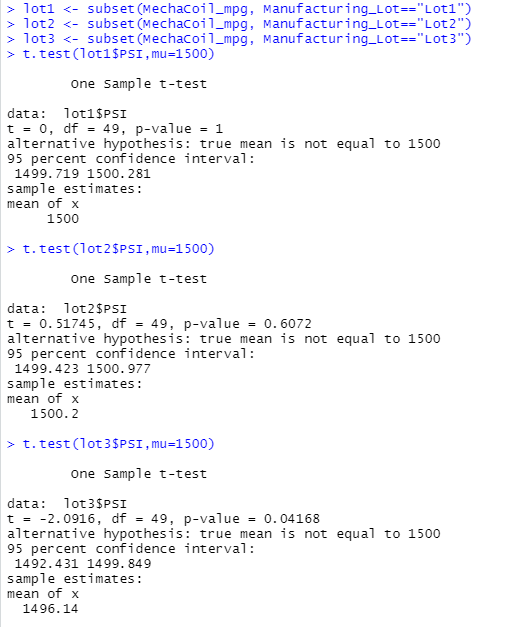 > lot1 <- subset(MechaCoil_mpg, Manufacturing_Lot=="Lot1")
> lot2 <- subset(MechaCoil_mpg, Manufacturing_Lot=="Lot2")
> lot3 <- subset(MechaCoil_mpg, Manufacturing_Lot=="Lot3")
> t.test(lot1$PSI,mu=1500)
One Sample t-test
data:  lot1$PSI
t = 0, df = 49, p-value = 1
alternative hypothesis: true mean is not equal to 1500
95 percent confidence interval:
1499.719 1500.281
sample estimates:
mean of x
1500
> t.test(lot2$PSI,mu=1500)
One Sample t-test
data:  lot2$PSI
t = 0.51745, df = 49, p-value = 0.6072
alternative hypothesis: true mean is not equal to 1500
95 percent confidence interval:
1499.423 1500.977
sample estimates:
mean of x
1500.2
> t.test(lot3$PSI,mu=1500)
One Sample t-test
data:  lot3$PSI
t = -2.0916, df = 49, p-value = 0.04168
alternative hypothesis: true mean is not equal to 1500
95 percent confidence interval:
1492.431 1499.849
sample estimates:
mean of x
1496.14